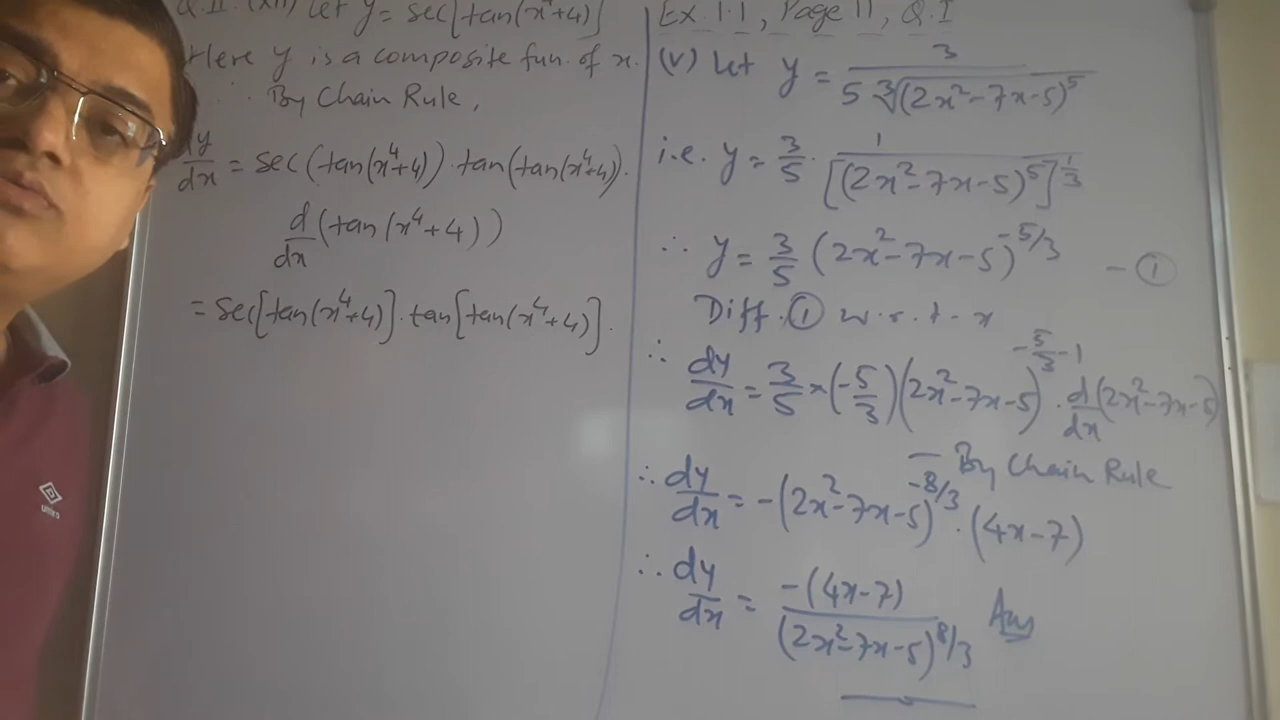 Q.II. (XII) Let y = sec[tan(x⁴+4)]
Here y is a composite fun. of x.
∴ By Chain Rule,
dy/dx = sec(tan(x⁴+4)) · tan(tan(x⁴+4)) ·
d/dx (tan(x⁴+4))
= sec[tan(x⁴+4)] · tan[tan(x⁴+4)] ·
Ex. 1.1, Page 11, Q.I
(V) Let y = 3 / 5 ∛(2x²-7x-5)⁵
i.e. y = 3/5 · 1 / [(2x²-7x-5)⁵]^1/3
∴ y = 3/5 (2x²-7x-5)^-5/3 - ①
Diff. ① w.r.t. x
∴ dy/dx = 3/5 × (-5/3)(2x²-7x-5)^-5/3-1 · d/dx (2x²-7x-5)
— By Chain Rule
∴ dy/dx = -(2x²-7x-5)^-8/3 · (4x-7)
∴ dy/dx = -(4x-7) / (2x²-7x-5)^8/3 Ans
umbro